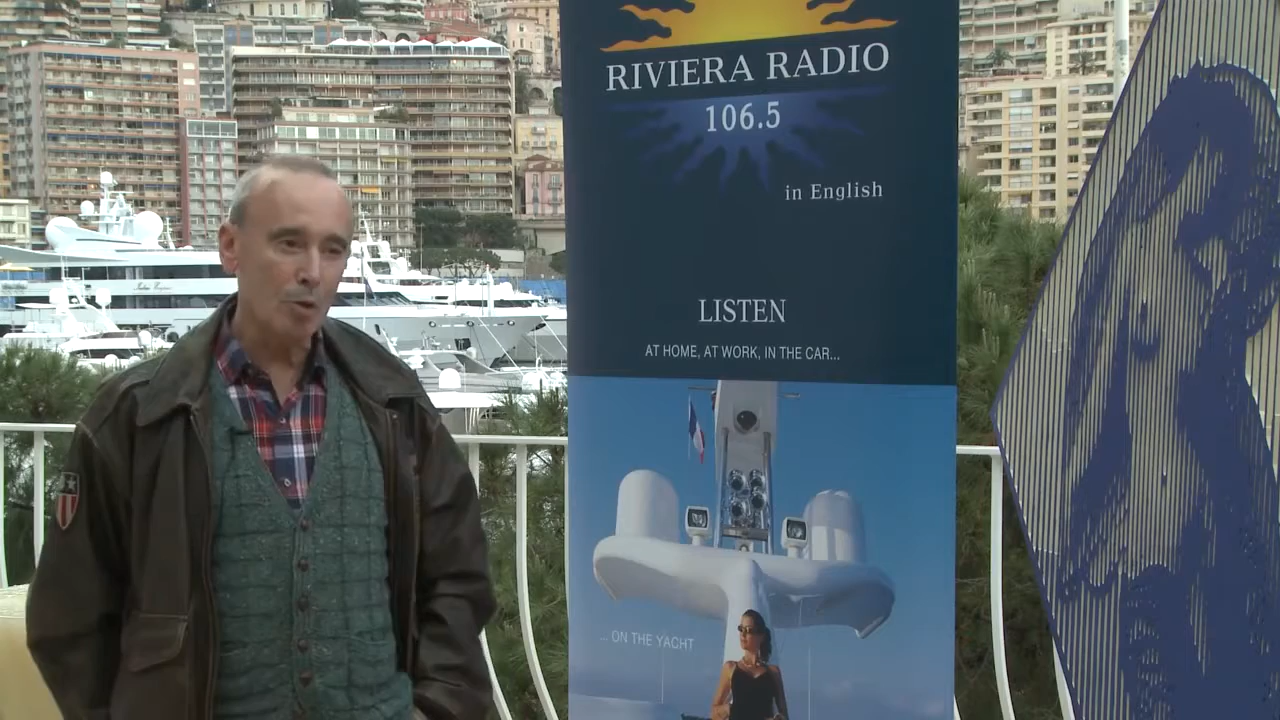 RIVIERA RADIO
106.5
in English
LISTEN
AT HOME, AT WORK, IN THE CAR...
... ON THE YACHT